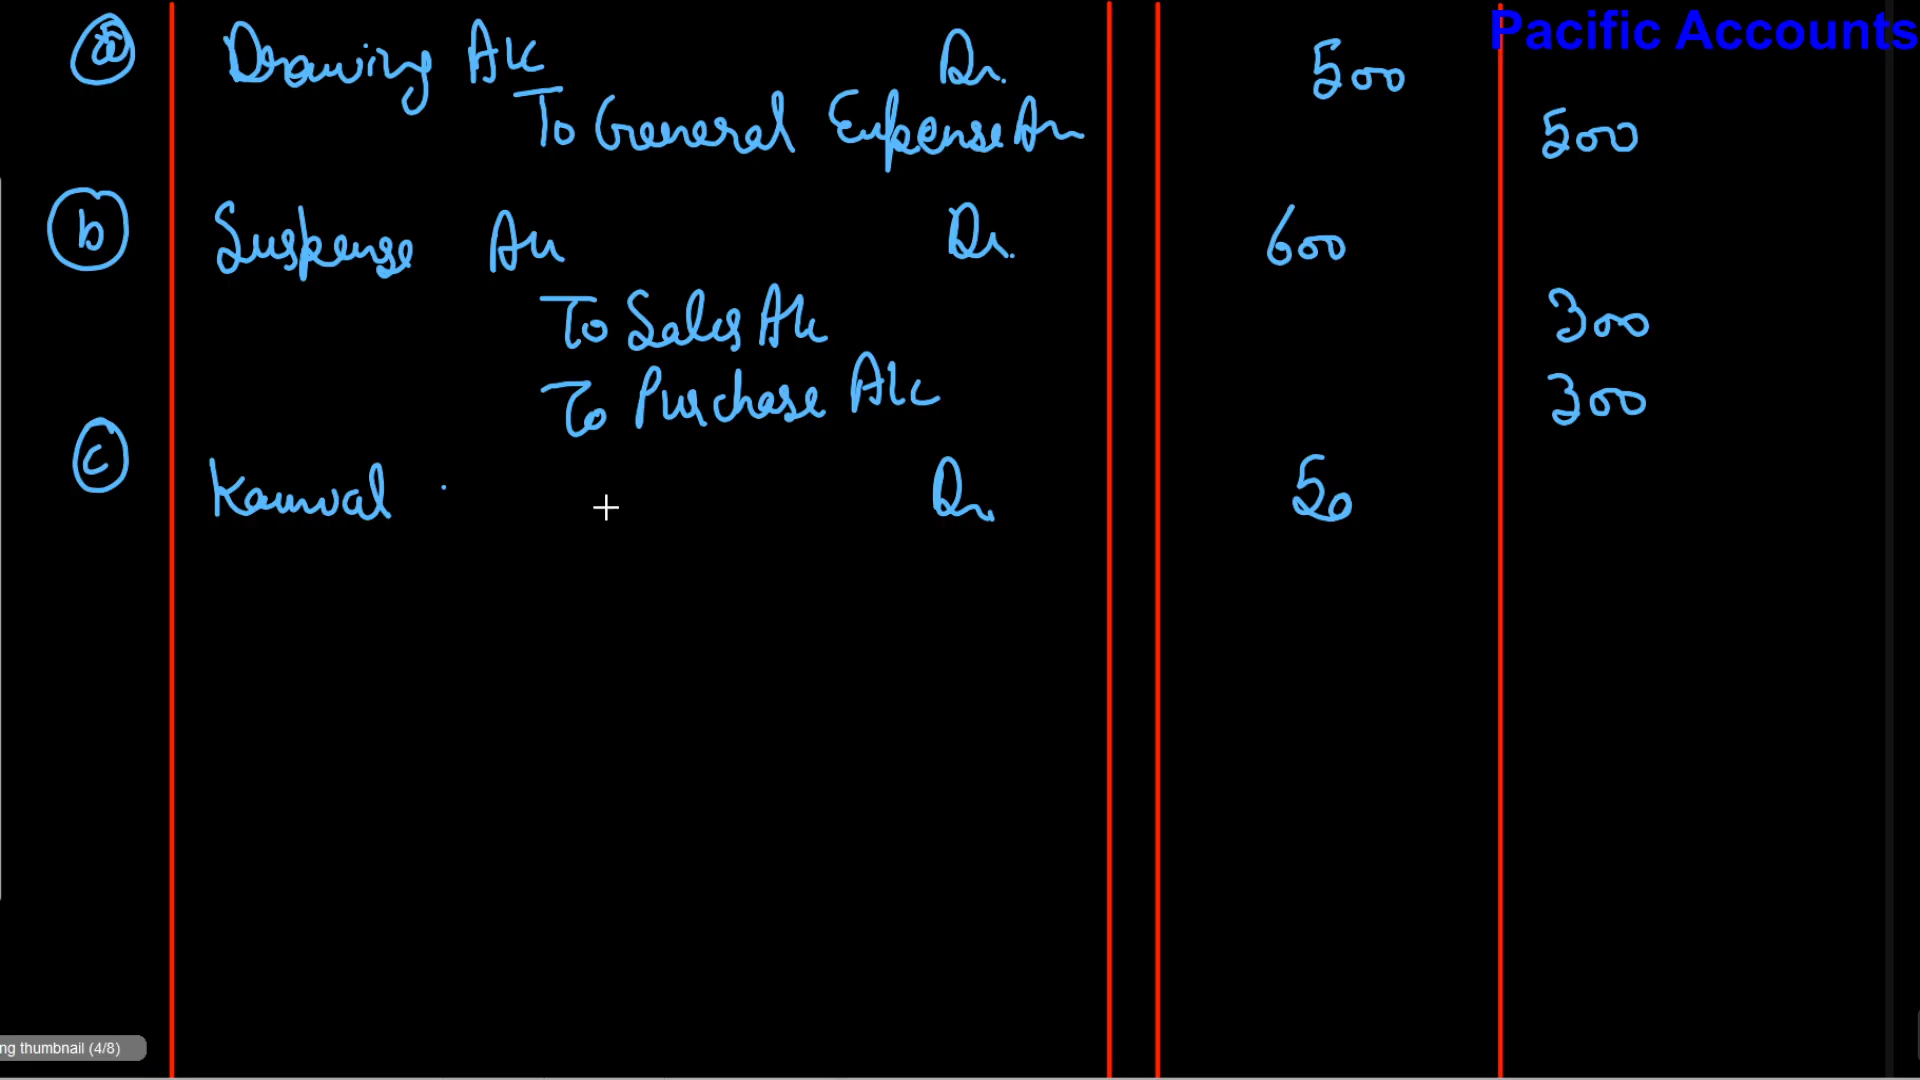 Pacific Accounts
a Drawing A/c Dr. 500
To General Expense A/c 500
b Suspense A/c Dr. 600
To Sales A/c 300
To Purchase A/c 300
c Kanwal Dr. 50
ng thumbnail (4/8)